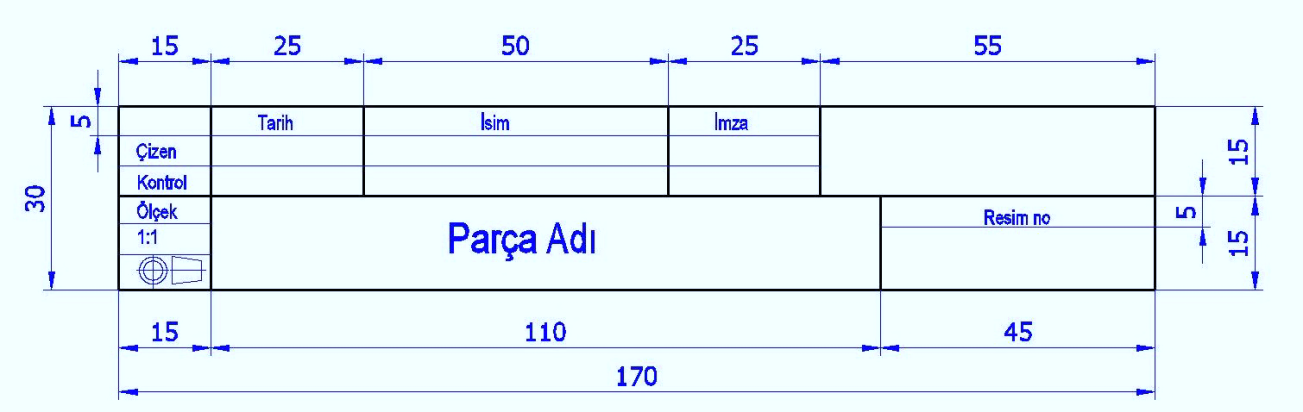 15 25 50 25 55
5 Tarih İsim İmza
Çizen
15
Kontrol
30
Ölçek Resim no 5
1:1 Parça Adı 15
15 110 45
170